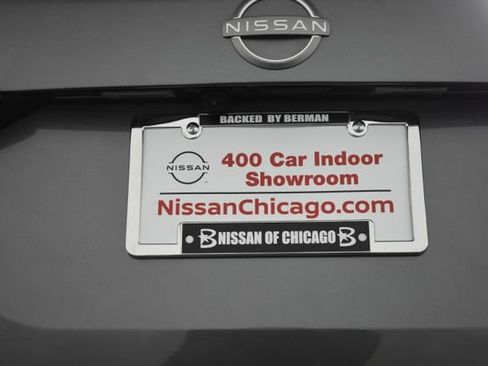 NISSAN
BACKED BY BERMAN
NISSAN
400 Car Indoor
Showroom
NissanChicago.com
B NISSAN OF CHICAGO B